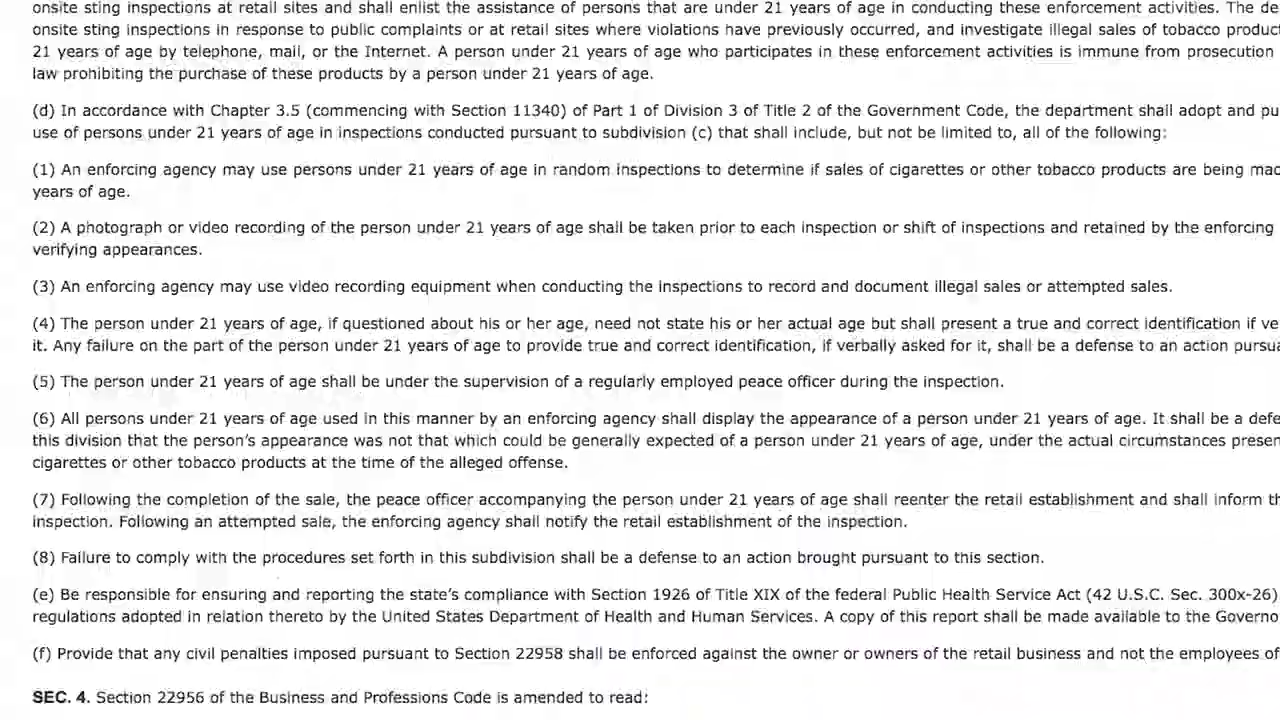 onsite sting inspections at retail sites and shall enlist the assistance of persons that are under 21 years of age in conducting these enforcement activities. The de
onsite sting inspections in response to public complaints or at retail sites where violations have previously occurred, and investigate illegal sales of tobacco product
21 years of age by telephone, mail, or the Internet. A person under 21 years of age who participates in these enforcement activities is immune from prosecution
law prohibiting the purchase of these products by a person under 21 years of age.
(d) In accordance with Chapter 3.5 (commencing with Section 11340) of Part 1 of Division 3 of Title 2 of the Government Code, the department shall adopt and pu
use of persons under 21 years of age in inspections conducted pursuant to subdivision (c) that shall include, but not be limited to, all of the following:
(1) An enforcing agency may use persons under 21 years of age in random inspections to determine if sales of cigarettes or other tobacco products are being mad
years of age.
(2) A photograph or video recording of the person under 21 years of age shall be taken prior to each inspection or shift of inspections and retained by the enforcing
verifying appearances.
(3) An enforcing agency may use video recording equipment when conducting the inspections to record and document illegal sales or attempted sales.
(4) The person under 21 years of age, if questioned about his or her age, need not state his or her actual age but shall present a true and correct identification if ve
it. Any failure on the part of the person under 21 years of age to provide true and correct identification, if verbally asked for it, shall be a defense to an action pursua
(5) The person under 21 years of age shall be under the supervision of a regularly employed peace officer during the inspection.
(6) All persons under 21 years of age used in this manner by an enforcing agency shall display the appearance of a person under 21 years of age. It shall be a defe
this division that the person's appearance was not that which could be generally expected of a person under 21 years of age, under the actual circumstances presen
cigarettes or other tobacco products at the time of the alleged offense.
(7) Following the completion of the sale, the peace officer accompanying the person under 21 years of age shall reenter the retail establishment and shall inform th
inspection. Following an attempted sale, the enforcing agency shall notify the retail establishment of the inspection.
(8) Failure to comply with the procedures set forth in this subdivision shall be a defense to an action brought pursuant to this section.
(e) Be responsible for ensuring and reporting the state's compliance with Section 1926 of Title XIX of the federal Public Health Service Act (42 U.S.C. Sec. 300x-26)
regulations adopted in relation thereto by the United States Department of Health and Human Services. A copy of this report shall be made available to the Governo
(f) Provide that any civil penalties imposed pursuant to Section 22958 shall be enforced against the owner or owners of the retail business and not the employees of
SEC. 4. Section 22956 of the Business and Professions Code is amended to read: